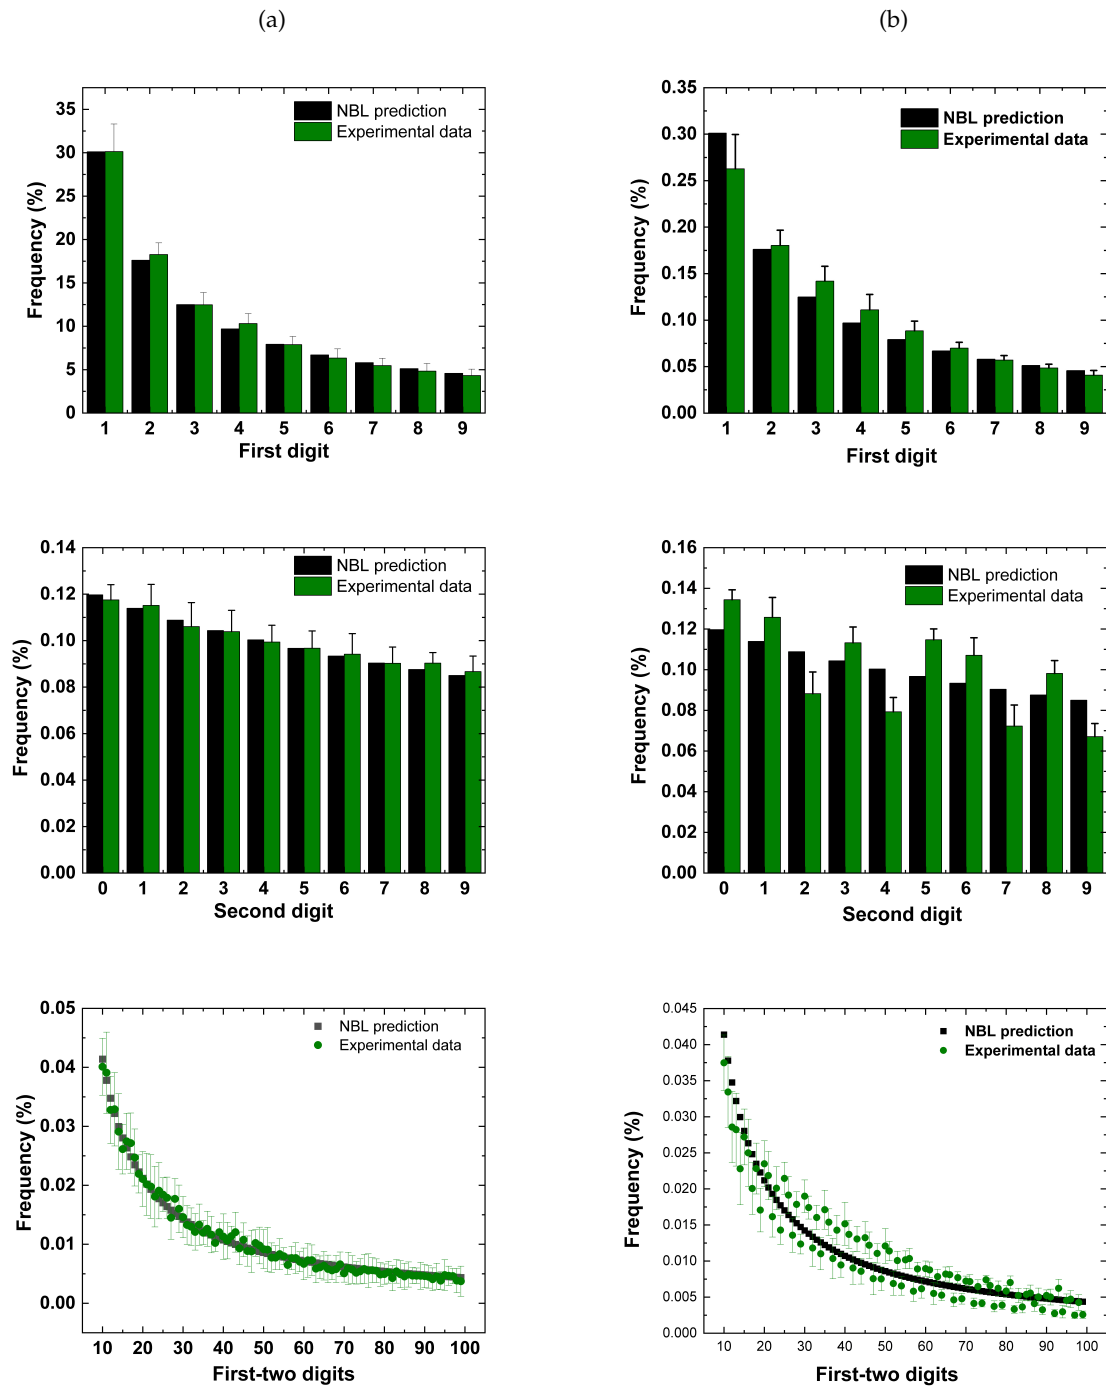 (a)
(b)
Frequency (%)
35
30
25
20
15
10
5
0
NBL prediction
Experimental data
1 2 3 4 5 6 7 8 9
First digit
Frequency (%)
0.35
0.30
0.25
0.20
0.15
0.10
0.05
0.00
NBL prediction
Experimental data
1 2 3 4 5 6 7 8 9
First digit
Frequency (%)
0.14
0.12
0.10
0.08
0.06
0.04
0.02
0.00
NBL prediction
Experimental data
0 1 2 3 4 5 6 7 8 9
Second digit
Frequency (%)
0.16
0.14
0.12
0.10
0.08
0.06
0.04
0.02
0.00
NBL prediction
Experimental data
0 1 2 3 4 5 6 7 8 9
Second digit
Frequency (%)
0.05
0.04
0.03
0.02
0.01
0.00
NBL prediction
Experimental data
10 20 30 40 50 60 70 80 90 100
First-two digits
Frequency (%)
0.045
0.040
0.035
0.030
0.025
0.020
0.015
0.010
0.005
0.000
NBL prediction
Experimental data
10 20 30 40 50 60 70 80 90 100
First-two digits